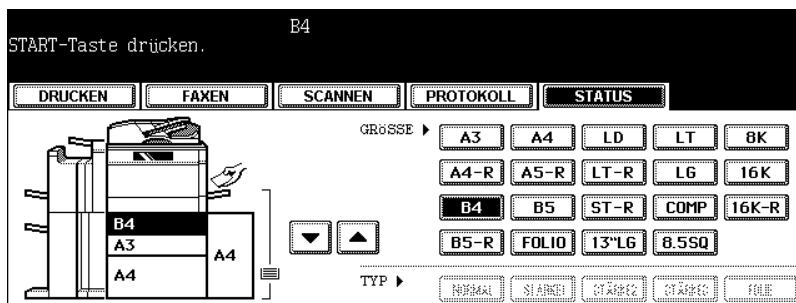 B4
START-Taste drücken.
DRUCKEN FAXEN SCANNEN PROTOKOLL STATUS
GRÖSSE A3 A4 LD LT 8K
A4-R A5-R LT-R LG 16K
B4 B5 ST-R COMP 16K-R
B5-R FOLIO 13"LG 8.5SQ
B4
A3
A4
A4
TYP NORMAL STÄRKE1 STÄRKE2 STÄRKE3 FOLIE